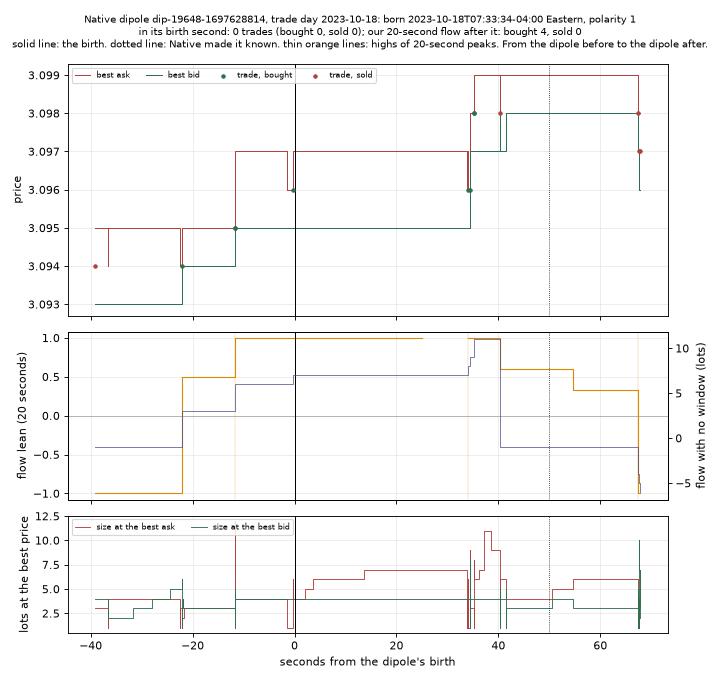 Native dipole dip-19648-1697628814, trade day 2023-10-18: born 2023-10-18T07:33:34-04:00 Eastern, polarity 1
in its birth second: 0 trades (bought 0, sold 0); our 20-second flow after it: bought 4, sold 0
solid line: the birth. dotted line: Native made it known. thin orange lines: highs of 20-second peaks. From the dipole before to the dipole after.
best ask
best bid
trade, bought
trade, sold
3.099
3.098
3.097
3.096
3.095
3.094
3.093
price
1.0
0.5
0.0
−0.5
−1.0
flow lean (20 seconds)
10
5
0
−5
flow with no window (lots)
size at the best ask
size at the best bid
12.5
10.0
7.5
5.0
2.5
lots at the best price
−40
−20
0
20
40
60
seconds from the dipole's birth